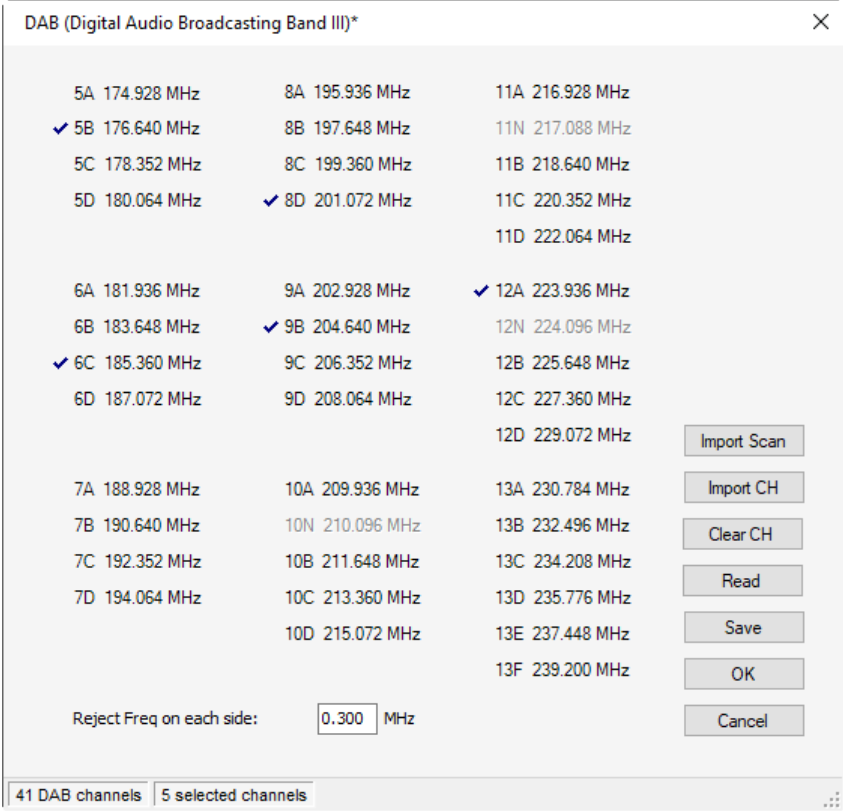 DAB (Digital Audio Broadcasting Band III)*
5A 174.928 MHz
5B 176.640 MHz
5C 178.352 MHz
5D 180.064 MHz
6A 181.936 MHz
6B 183.648 MHz
6C 185.360 MHz
6D 187.072 MHz
7A 188.928 MHz
7B 190.640 MHz
7C 192.352 MHz
7D 194.064 MHz
8A 195.936 MHz
8B 197.648 MHz
8C 199.360 MHz
8D 201.072 MHz
9A 202.928 MHz
9B 204.640 MHz
9C 206.352 MHz
9D 208.064 MHz
10A 209.936 MHz
10N 210.096 MHz
10B 211.648 MHz
10C 213.360 MHz
10D 215.072 MHz
11A 216.928 MHz
11N 217.088 MHz
11B 218.640 MHz
11C 220.352 MHz
11D 222.064 MHz
12A 223.936 MHz
12N 224.096 MHz
12B 225.648 MHz
12C 227.360 MHz
12D 229.072 MHz
13A 230.784 MHz
13B 232.496 MHz
13C 234.208 MHz
13D 235.776 MHz
13E 237.448 MHz
13F 239.200 MHz
Import Scan
Import CH
Clear CH
Read
Save
OK
Cancel
Reject Freq on each side: 0.300 MHz
41 DAB channels 5 selected channels